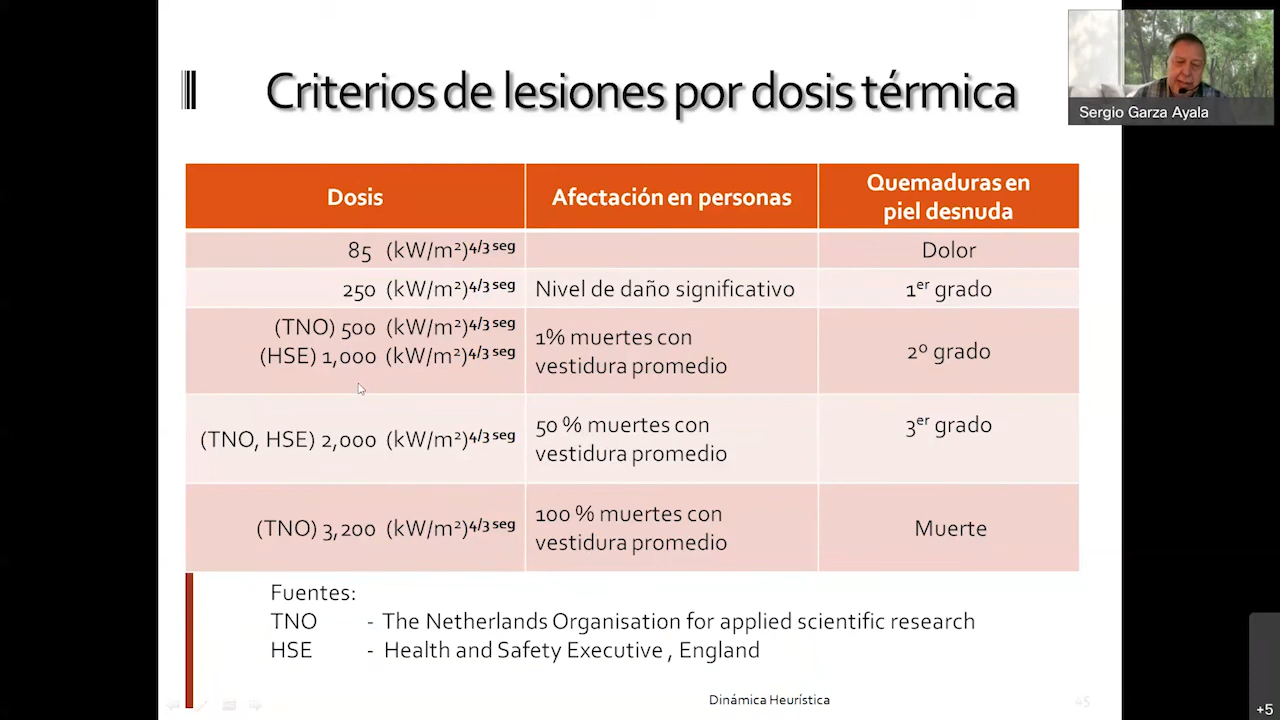 Criterios de lesiones por dosis térmica
Sergio Garza Ayala
Dosis
Afectación en personas
Quemaduras en
piel desnuda
85 (kW/m²)4/3 seg
Dolor
250 (kW/m²)4/3 seg
Nivel de daño significativo
1er grado
(TNO) 500 (kW/m²)4/3 seg
(HSE) 1,000 (kW/m²)4/3 seg
1% muertes con
vestidura promedio
2º grado
(TNO, HSE) 2,000 (kW/m²)4/3 seg
50 % muertes con
vestidura promedio
3er grado
(TNO) 3,200 (kW/m²)4/3 seg
100 % muertes con
vestidura promedio
Muerte
Fuentes:
TNO - The Netherlands Organisation for applied scientific research
HSE - Health and Safety Executive , England
Dinámica Heurística
45
+5